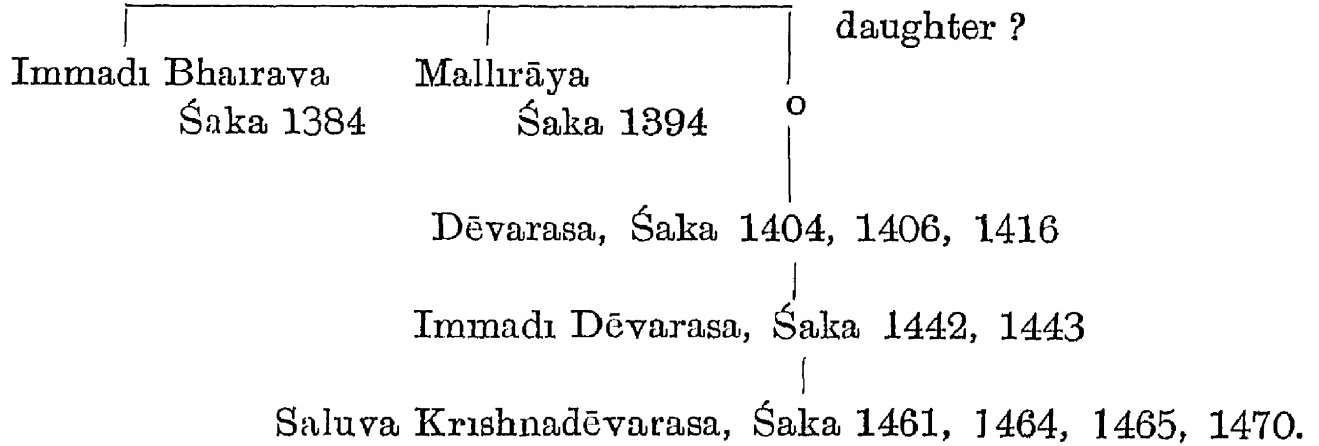 daughter ?
Immadi Bhairava Mallirāya
Śaka 1384 Śaka 1394
o
Dēvarasa, Śaka 1404, 1406, 1416
Immadi Dēvarasa, Śaka 1442, 1443
Saluva Krishnadēvarasa, Śaka 1461, 1464, 1465, 1470.